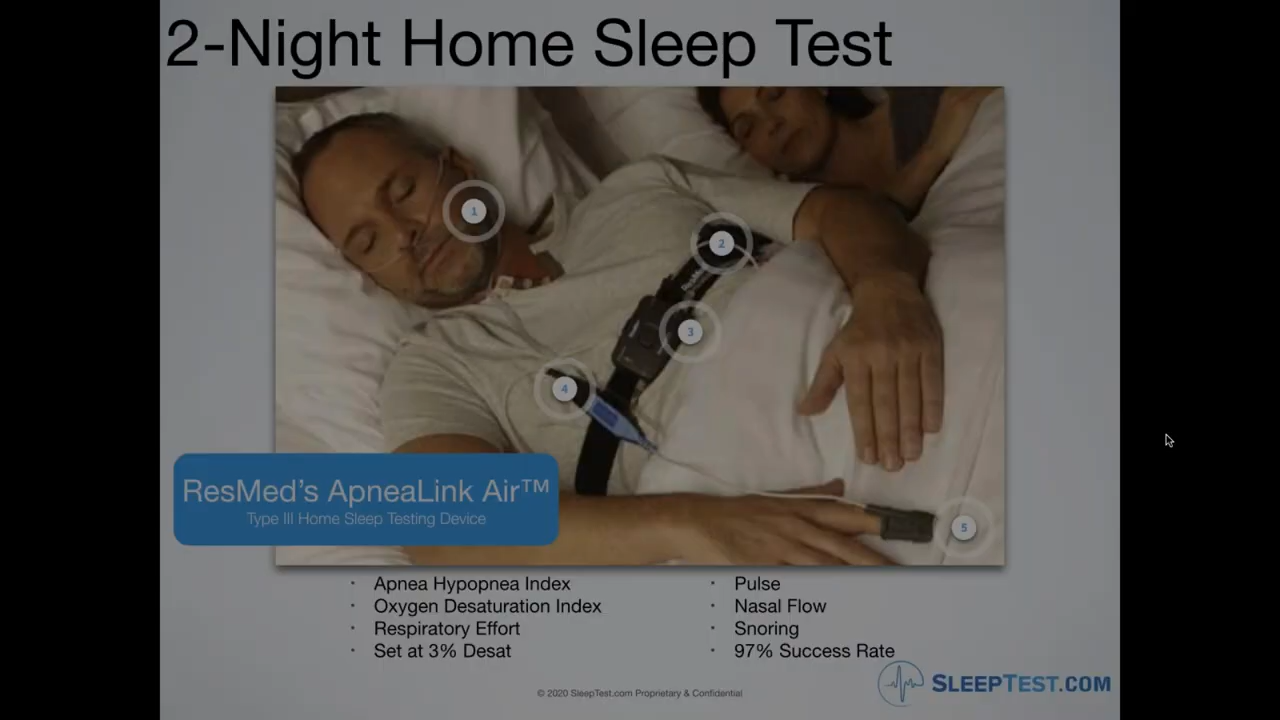 2-Night Home Sleep Test
1
2
3
4
ResMed's ApneaLink Air™
Type III Home Sleep Testing Device
5
· Apnea Hypopnea Index
· Oxygen Desaturation Index
· Respiratory Effort
· Set at 3% Desat
· Pulse
· Nasal Flow
· Snoring
· 97% Success Rate
© 2020 SleepTest.com Proprietary & Confidential
SLEEPTEST.COM